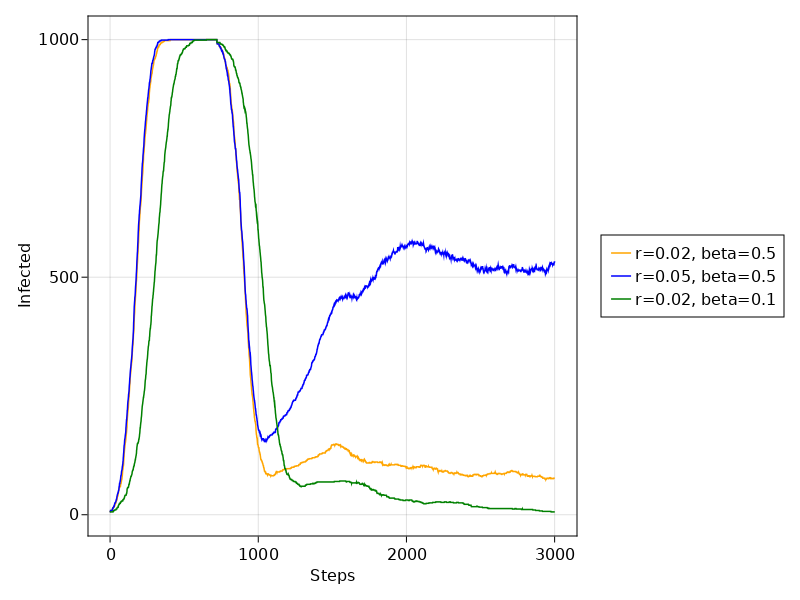 1000
500
0
Infected
0 1000 2000 3000
Steps
r=0.02, beta=0.5
r=0.05, beta=0.5
r=0.02, beta=0.1